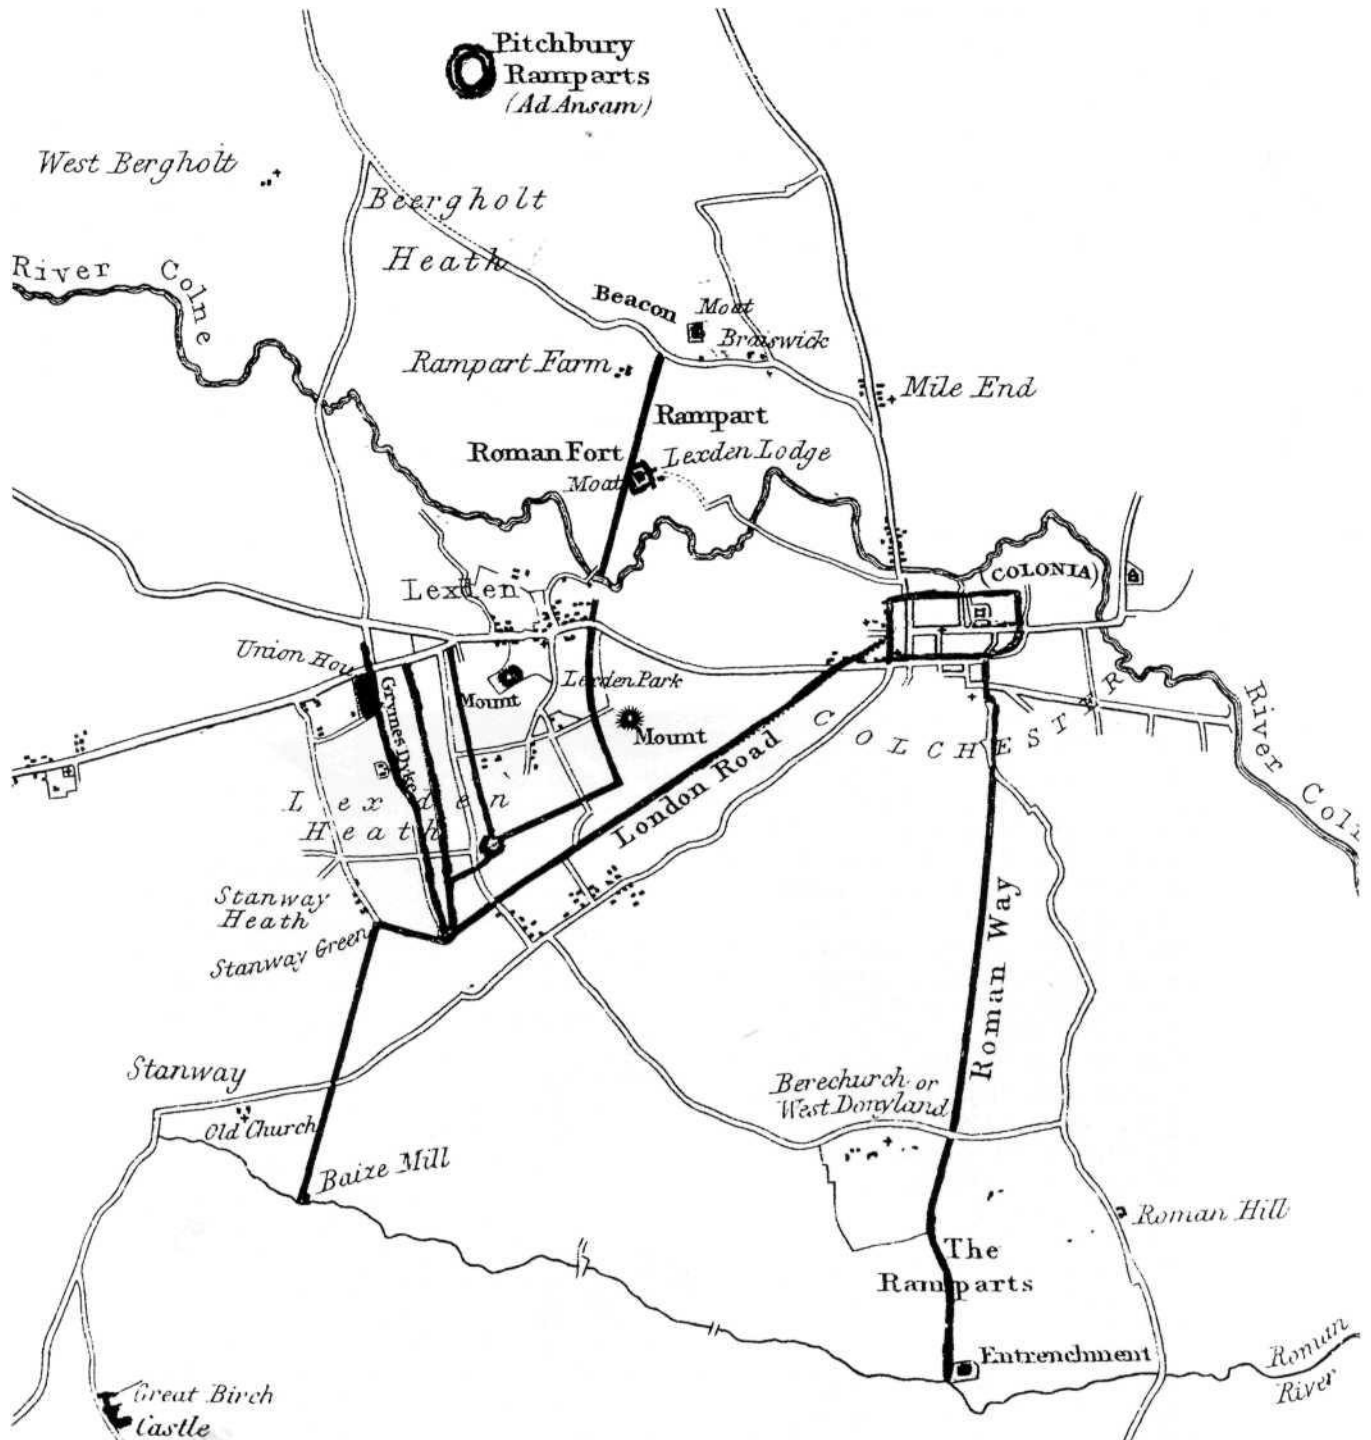 Pitchbury
Ramparts
(Ad Ansam)
West Bergholt
Beergholt
Heath
River Colne
Beacon
Moat
Braiswick
Rampart Farm
Mile End
Rampart
Roman Fort
Lexden Lodge
Moat
(COLONIA)
Lexden
Union Hou
Grymes Dyke
Mount
Lexden Park
Mount
COLCHESTER
River Coln
London Road
Lexden
Heath
Stanway
Heath
Stanway Green
Roman Way
Stanway
Old Church
Baize Mill
Berechurch or
West Donyland
Roman Hill
The
Ramparts
Entrenchment
Roman
River
Great Birch
Castle